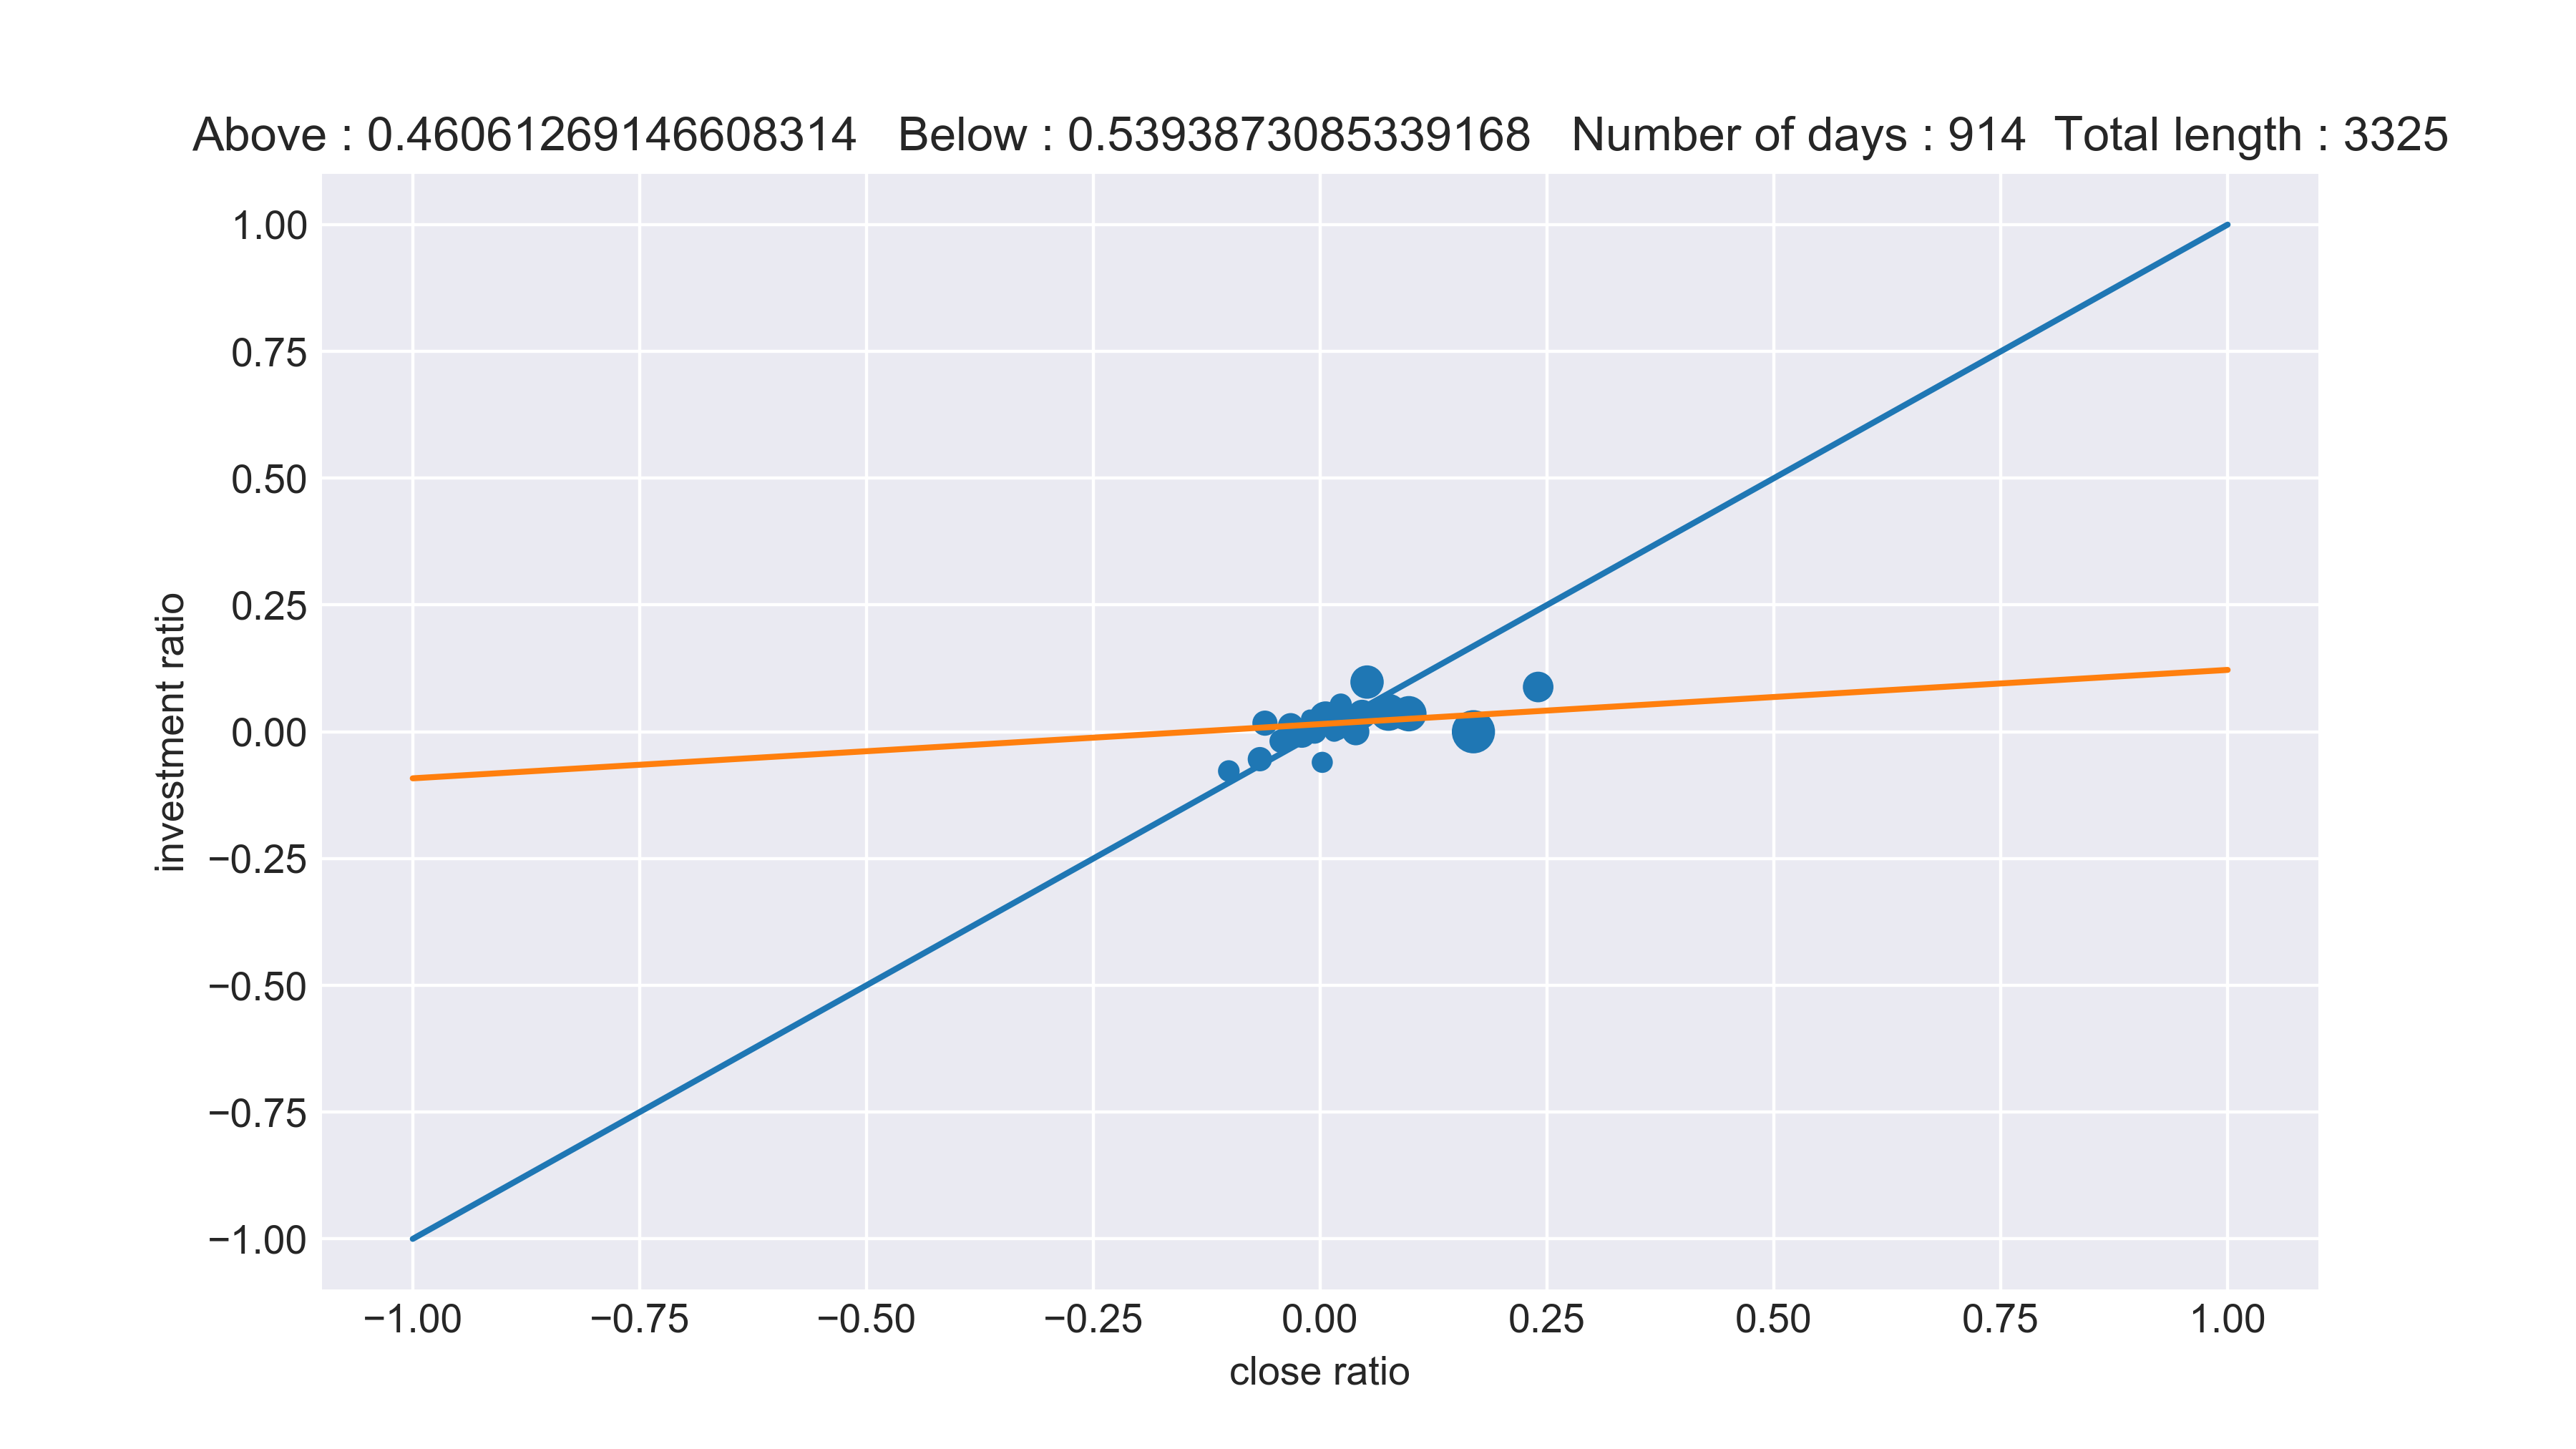 Above : 0.46061269146608314   Below : 0.5393873085339168   Number of days : 914  Total length : 3325
1.00
0.75
0.50
0.25
0.00
−0.25
−0.50
−0.75
−1.00
investment ratio
−1.00 −0.75 −0.50 −0.25 0.00 0.25 0.50 0.75 1.00
close ratio